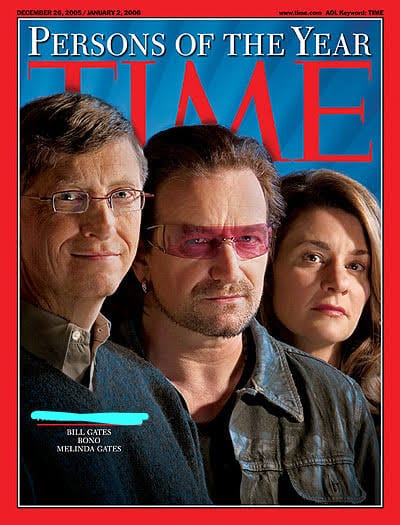 DECEMBER 26, 2005 / JANUARY 2, 2006 www.time.com AOL Keyword: TIME
PERSONS OF THE YEAR
TIME
BILL GATES
BONO
MELINDA GATES